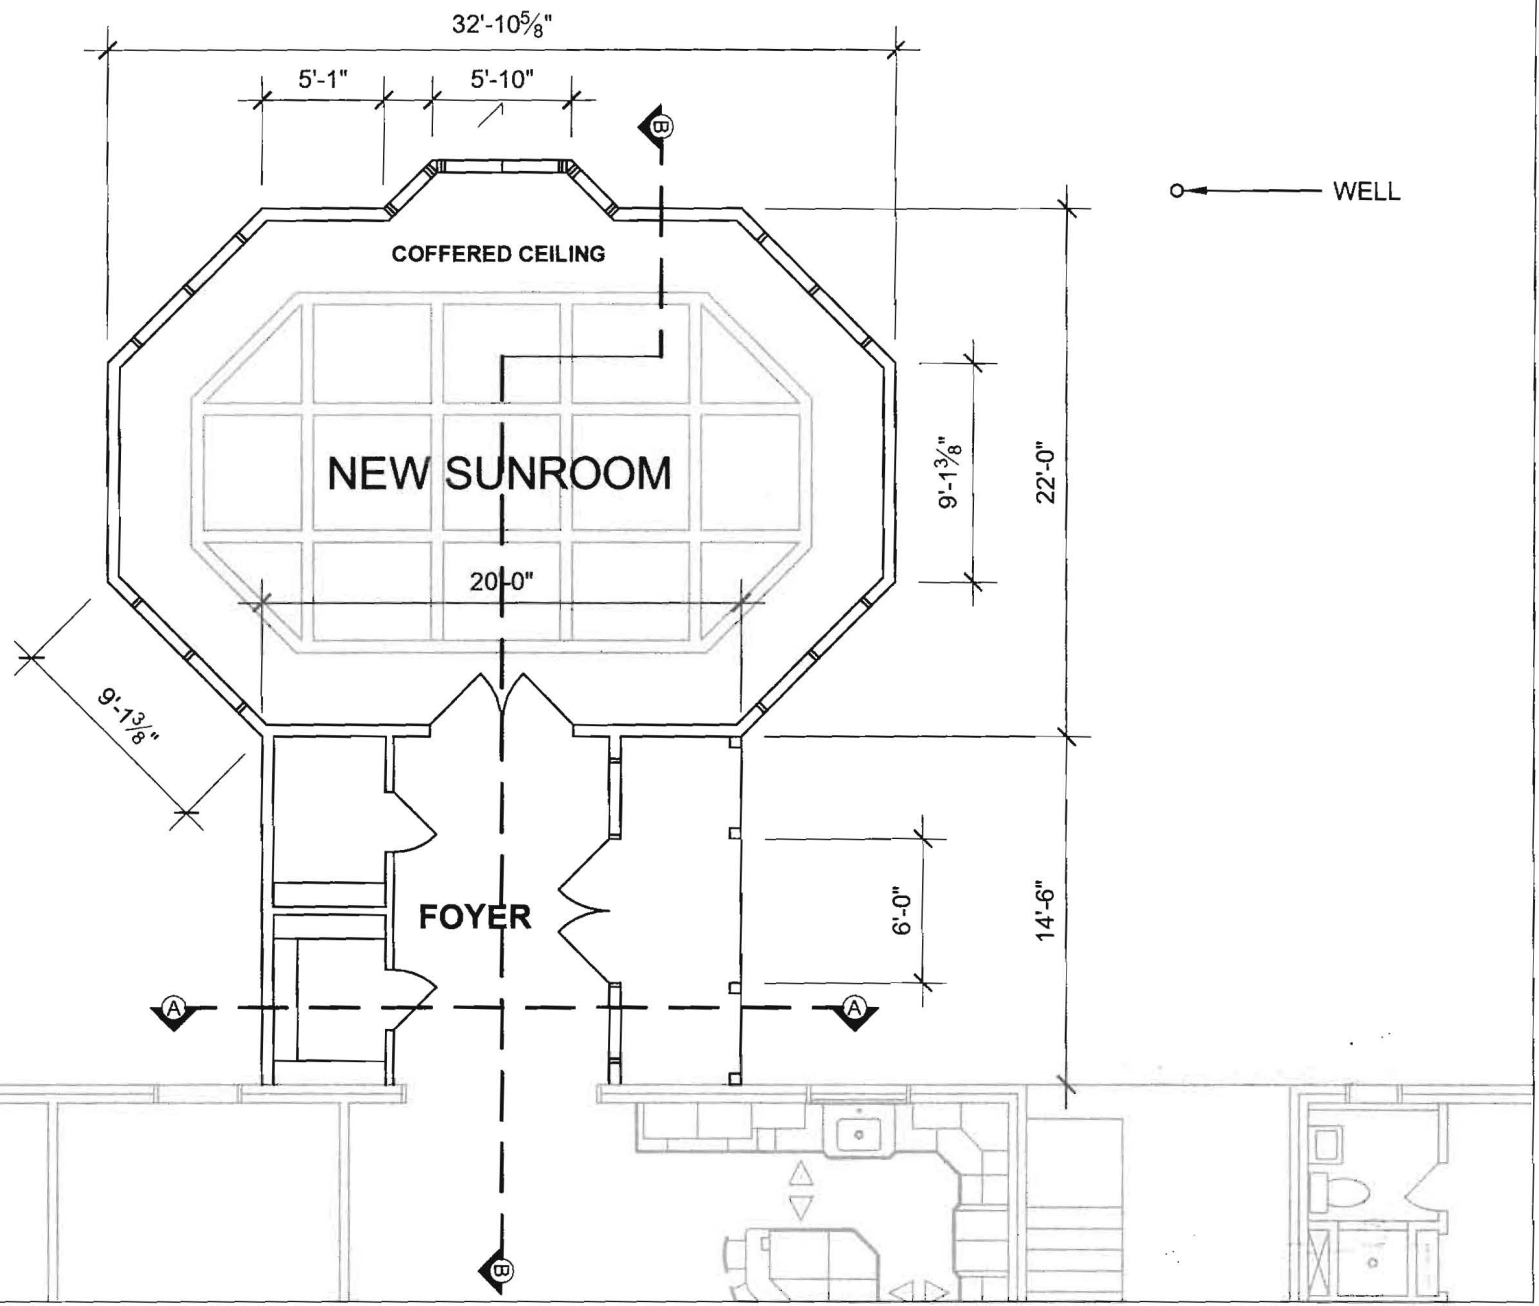 32'-10⅝"
5'-1"
5'-10"
B
WELL
COFFERED CEILING
NEW SUNROOM
9'-1⅜"
22'-0"
20'-0"
9'-1⅜"
FOYER
6'-0"
14'-6"
A
A
B